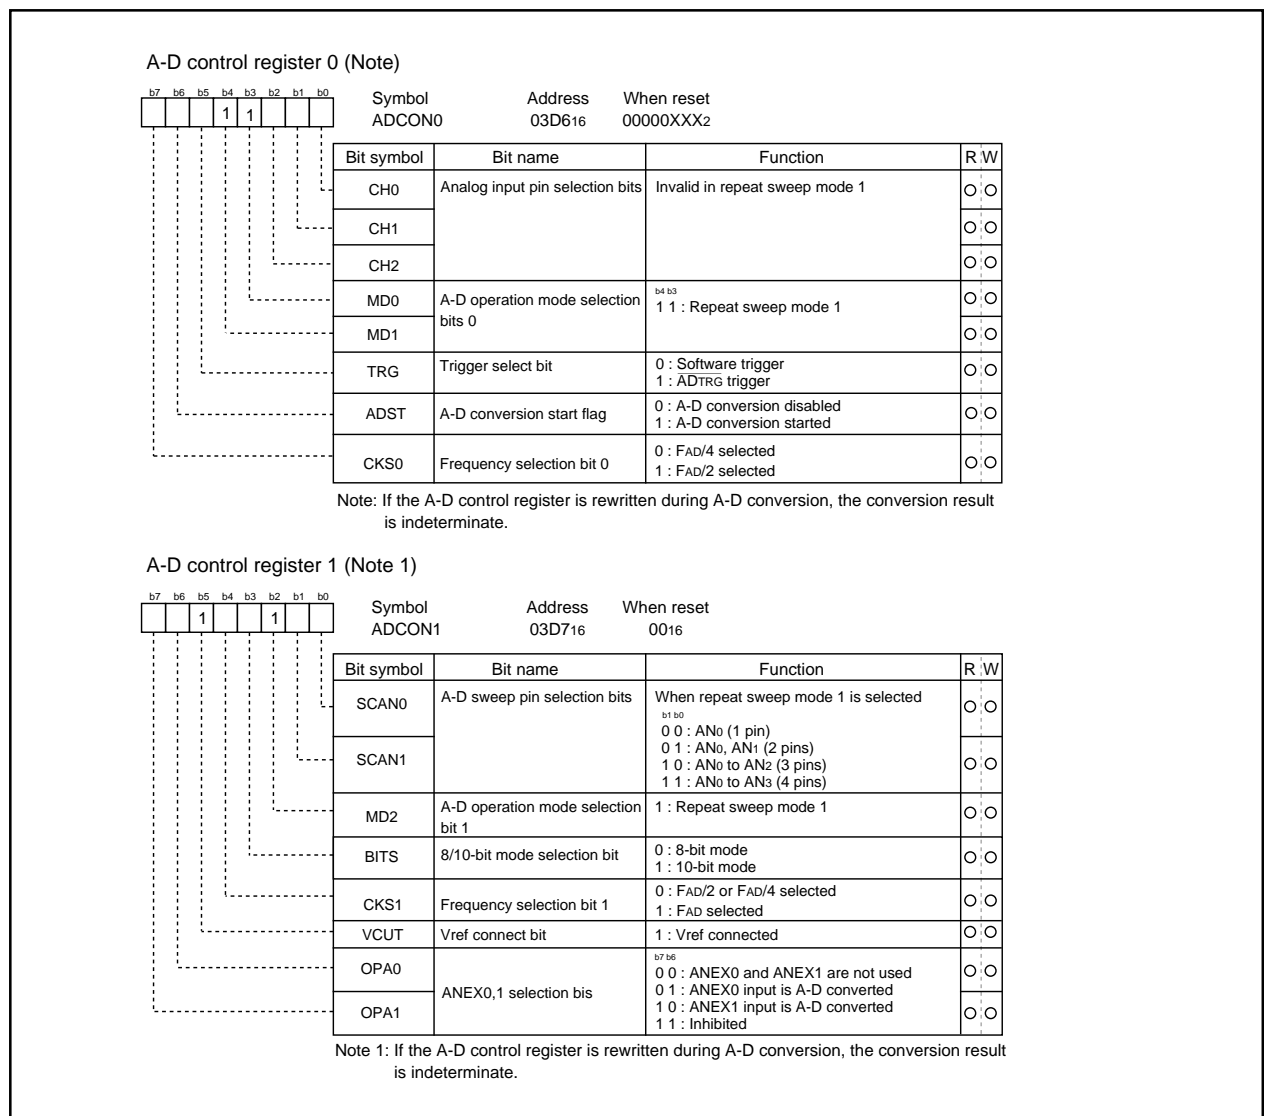 A-D control register 0 (Note)
b7 b6 b5 b4 b3 b2 b1 b0
1 1
Symbol Address When reset
ADCON0 03D616 00000XXX2
Bit symbol Bit name Function R W
CH0 Analog input pin selection bits Invalid in repeat sweep mode 1
CH1
CH2
MD0 A-D operation mode selection bits 0
b4 b3
1 1 : Repeat sweep mode 1
MD1
TRG Trigger select bit
0 : Software trigger
1 : ADTRG trigger
ADST A-D conversion start flag
0 : A-D conversion disabled
1 : A-D conversion started
CKS0 Frequency selection bit 0
0 : FAD/4 selected
1 : FAD/2 selected
Note: If the A-D control register is rewritten during A-D conversion, the conversion result
is indeterminate.
A-D control register 1 (Note 1)
b7 b6 b5 b4 b3 b2 b1 b0
1 1
Symbol Address When reset
ADCON1 03D716 0016
Bit symbol Bit name Function R W
SCAN0 A-D sweep pin selection bits When repeat sweep mode 1 is selected
b1 b0
0 0 : AN0 (1 pin)
0 1 : AN0, AN1 (2 pins)
1 0 : AN0 to AN2 (3 pins)
1 1 : AN0 to AN3 (4 pins)
SCAN1
MD2 A-D operation mode selection bit 1
1 : Repeat sweep mode 1
BITS 8/10-bit mode selection bit
0 : 8-bit mode
1 : 10-bit mode
CKS1 Frequency selection bit 1
0 : FAD/2 or FAD/4 selected
1 : FAD selected
VCUT Vref connect bit 1 : Vref connected
OPA0 ANEX0,1 selection bis
b7 b6
0 0 : ANEX0 and ANEX1 are not used
0 1 : ANEX0 input is A-D converted
1 0 : ANEX1 input is A-D converted
1 1 : Inhibited
OPA1
Note 1: If the A-D control register is rewritten during A-D conversion, the conversion result
is indeterminate.